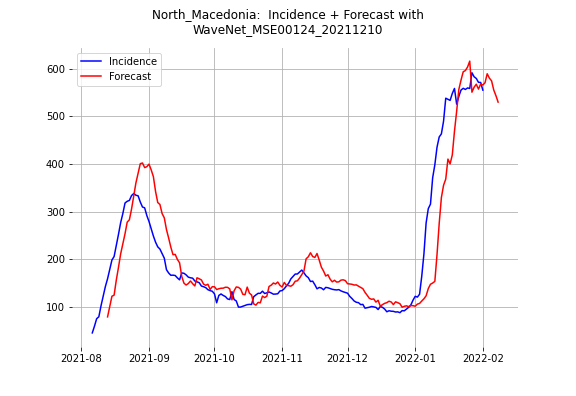 North_Macedonia:  Incidence + Forecast with
WaveNet_MSE00124_20211210
Incidence
Forecast
600
500
400
300
200
100
2021-08 2021-09 2021-10 2021-11 2021-12 2022-01 2022-02